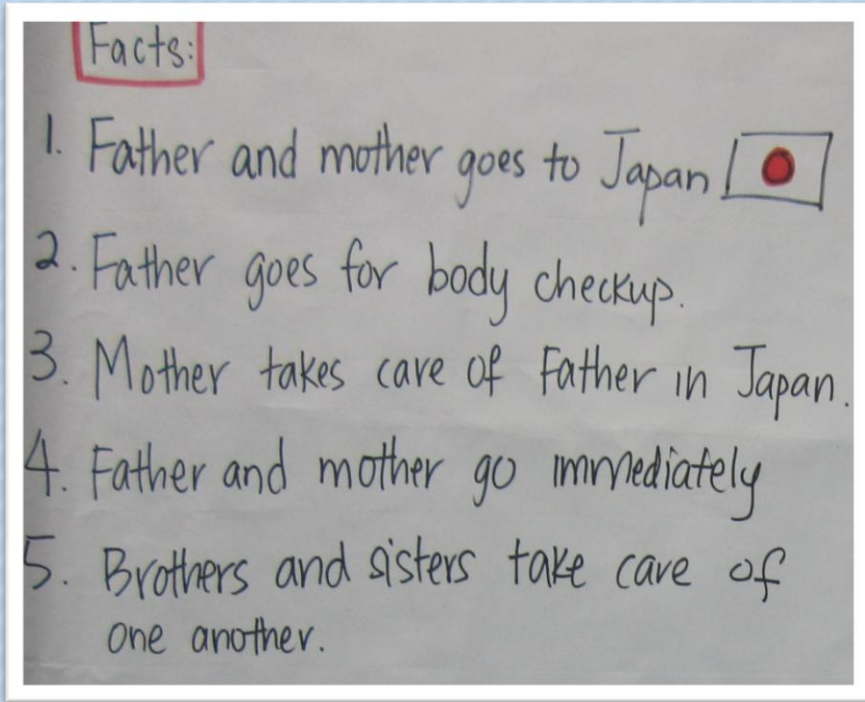 Facts:
1. Father and mother goes to Japan
2. Father goes for body checkup.
3. Mother takes care of Father in Japan.
4. Father and mother go immediately
5. Brothers and sisters take care of
one another.